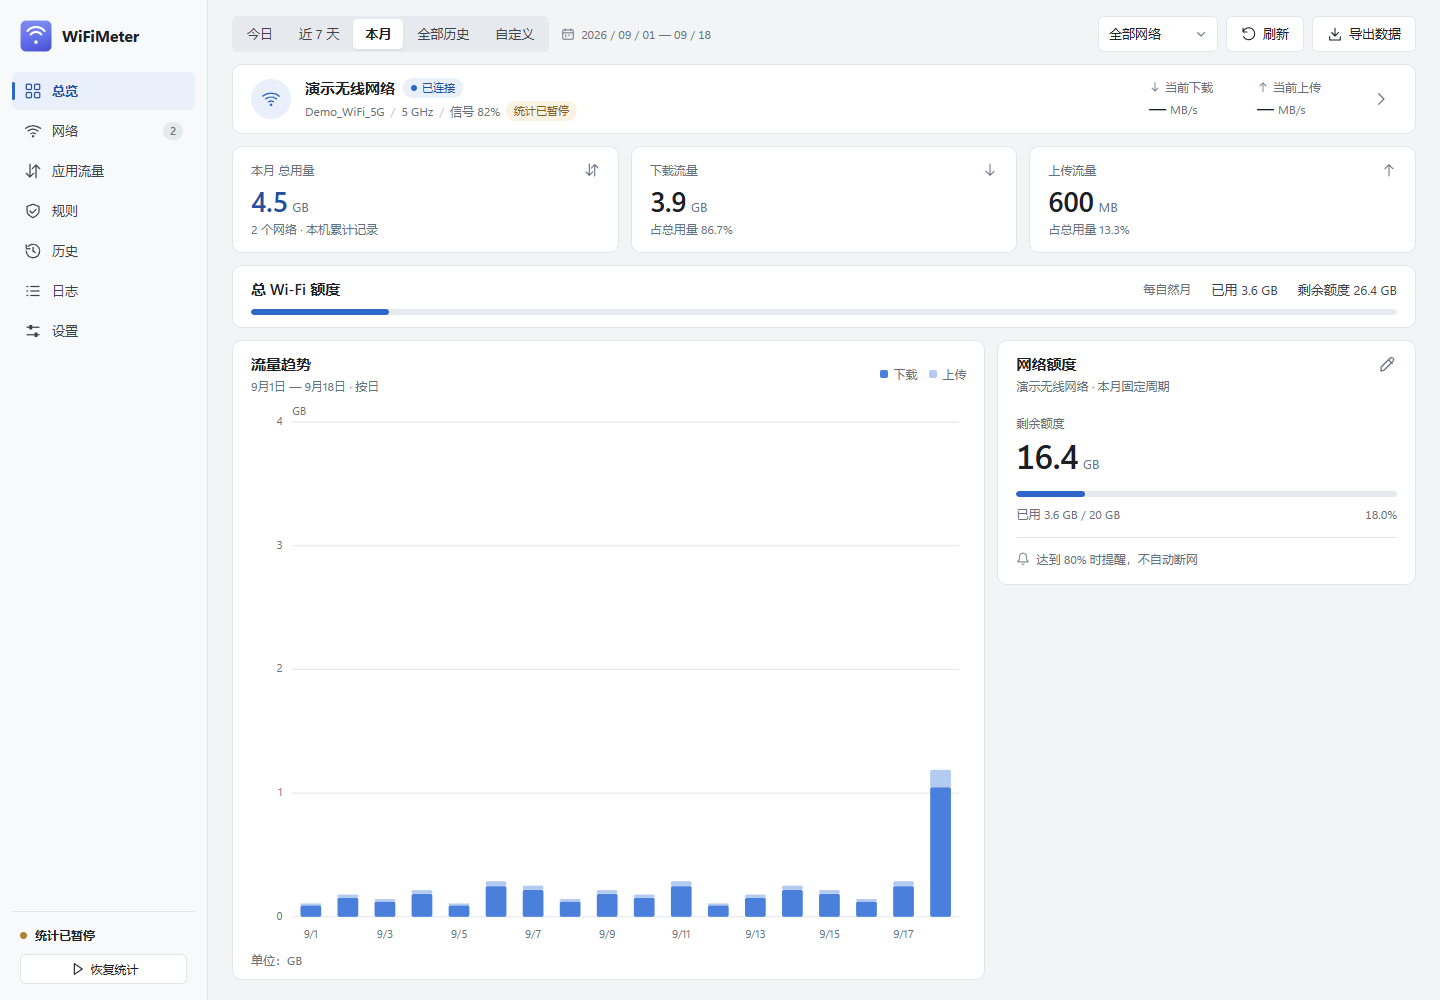 WiFiMeter
总览
网络 2
应用流量
规则
历史
日志
设置
统计已暂停
恢复统计
今日 近 7 天 本月 全部历史 自定义 2026 / 09 / 01 — 09 / 18 全部网络 刷新 导出数据
演示无线网络 已连接
Demo_WiFi_5G / 5 GHz / 信号 82% 统计已暂停
当前下载 当前上传
— MB/s — MB/s
本月 总用量
4.5 GB
2 个网络 · 本机累计记录
下载流量
3.9 GB
占总用量 86.7%
上传流量
600 MB
占总用量 13.3%
总 Wi-Fi 额度 每自然月 已用 3.6 GB 剩余额度 26.4 GB
流量趋势
9月1日 — 9月18日 · 按日
下载 上传
GB
4
3
2
1
0
9/1 9/3 9/5 9/7 9/9 9/11 9/13 9/15 9/17
单位：GB
网络额度
演示无线网络 · 本月固定周期
剩余额度
16.4 GB
已用 3.6 GB / 20 GB 18.0%
达到 80% 时提醒，不自动断网